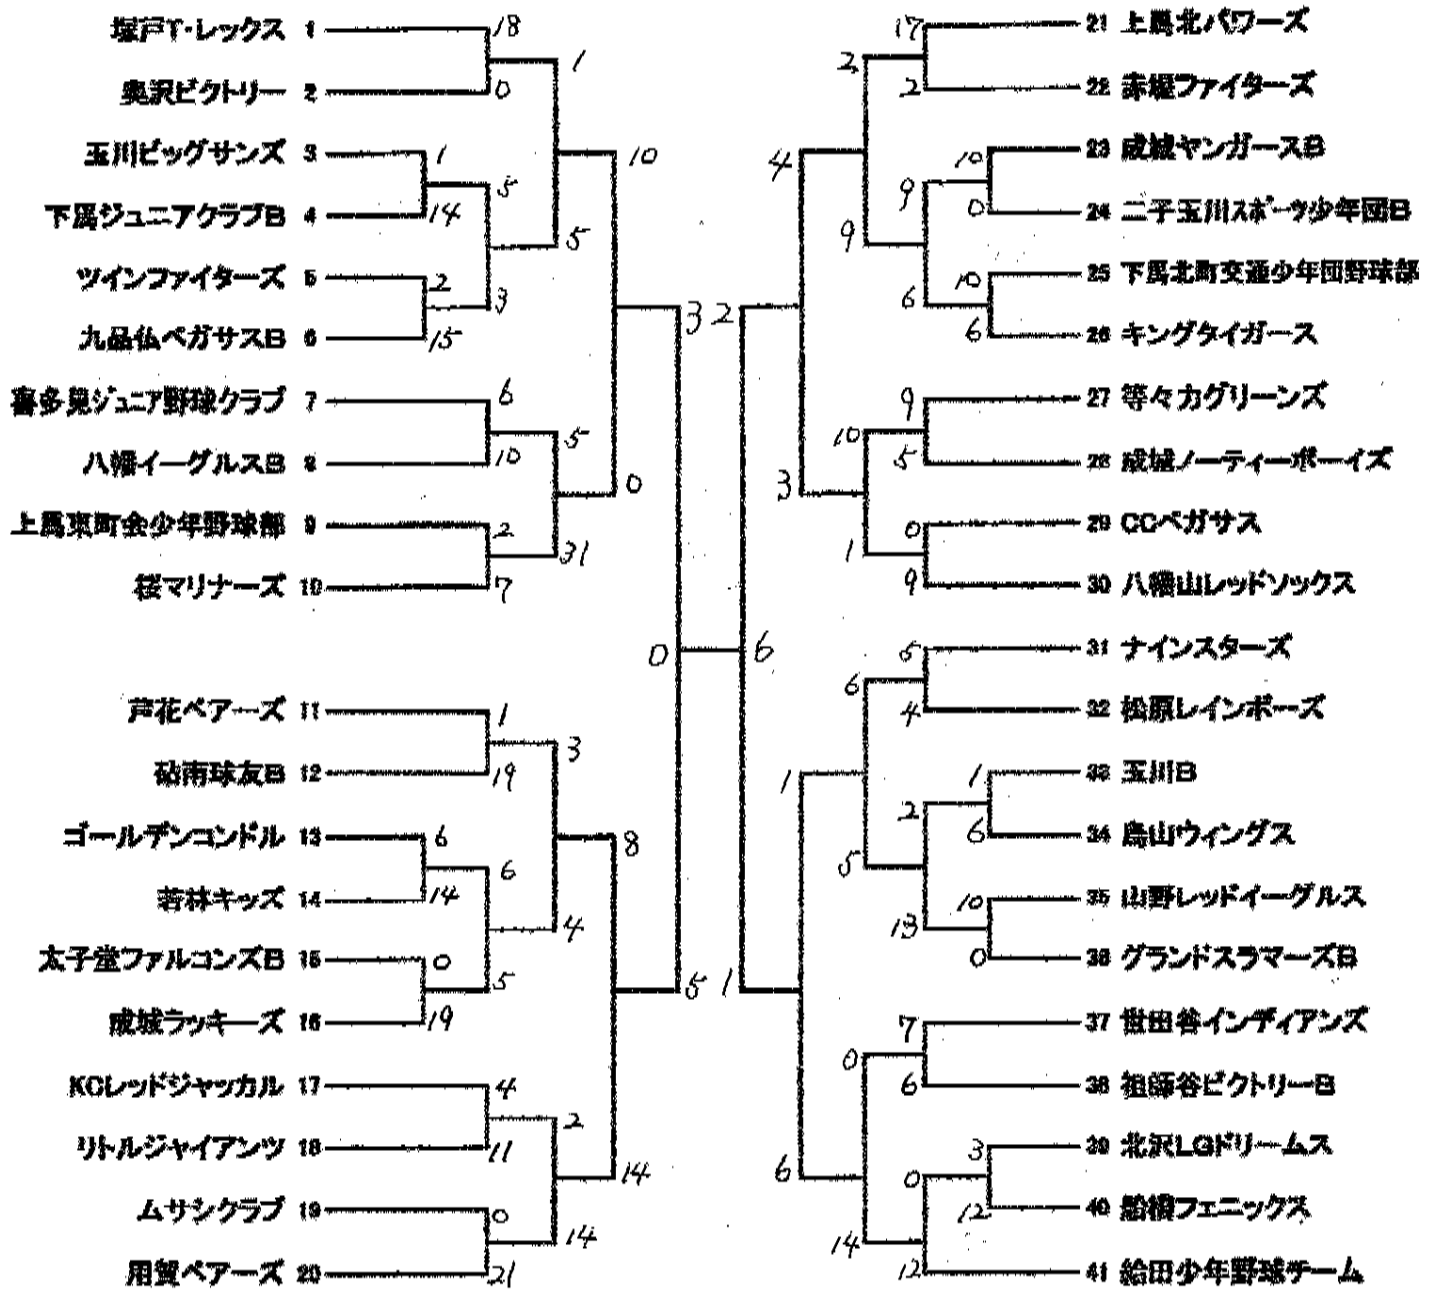 塚戸T・レックス 1
18
奥沢ビクトリー 2
0
1
玉川ビッグサンズ 3
1
下馬ジュニアクラブB 4
14
5
ツインファイターズ 5
2
九品仏ペガサスB 6
15
3
5
10
喜多見ジュニア野球クラブ 7
6
八幡イーグルスB 8
10
5
上馬東町会少年野球部 9
2
桜マリナーズ 10
7
31
0
3
芦花ベアーズ 11
1
砧南球友B 12
19
3
ゴールデンコンドル 13
6
若林キッズ 14
14
6
太子堂ファルコンズB 15
0
成城ラッキーズ 16
19
5
4
8
KCレッドジャッカル 17
4
リトルジャイアンツ 18
11
2
ムサシクラブ 19
0
用賀ベアーズ 20
21
14
14
5
0
6
17
21 上馬北パワーズ
2
22 赤堤ファイターズ
2
10
23 成城ヤンガースB
0
24 二子玉川スポーツ少年団B
9
10
25 下馬北町交通少年団野球部
6
26 キングタイガース
6
9
4
9
27 等々力グリーンズ
5
28 成城ノーティーボーイズ
10
0
29 CCペガサス
9
30 八幡山レッドソックス
1
3
2
5
31 ナインスターズ
4
32 松原レインボーズ
6
1
33 玉川B
6
34 烏山ウィングス
2
10
35 山野レッドイーグルス
0
36 グランドスラマーズB
13
5
1
7
37 世田谷インディアンズ
6
38 祖師谷ビクトリーB
0
3
39 北沢LGドリームス
12
40 船橋フェニックス
0
12
41 給田少年野球チーム
14
6
1